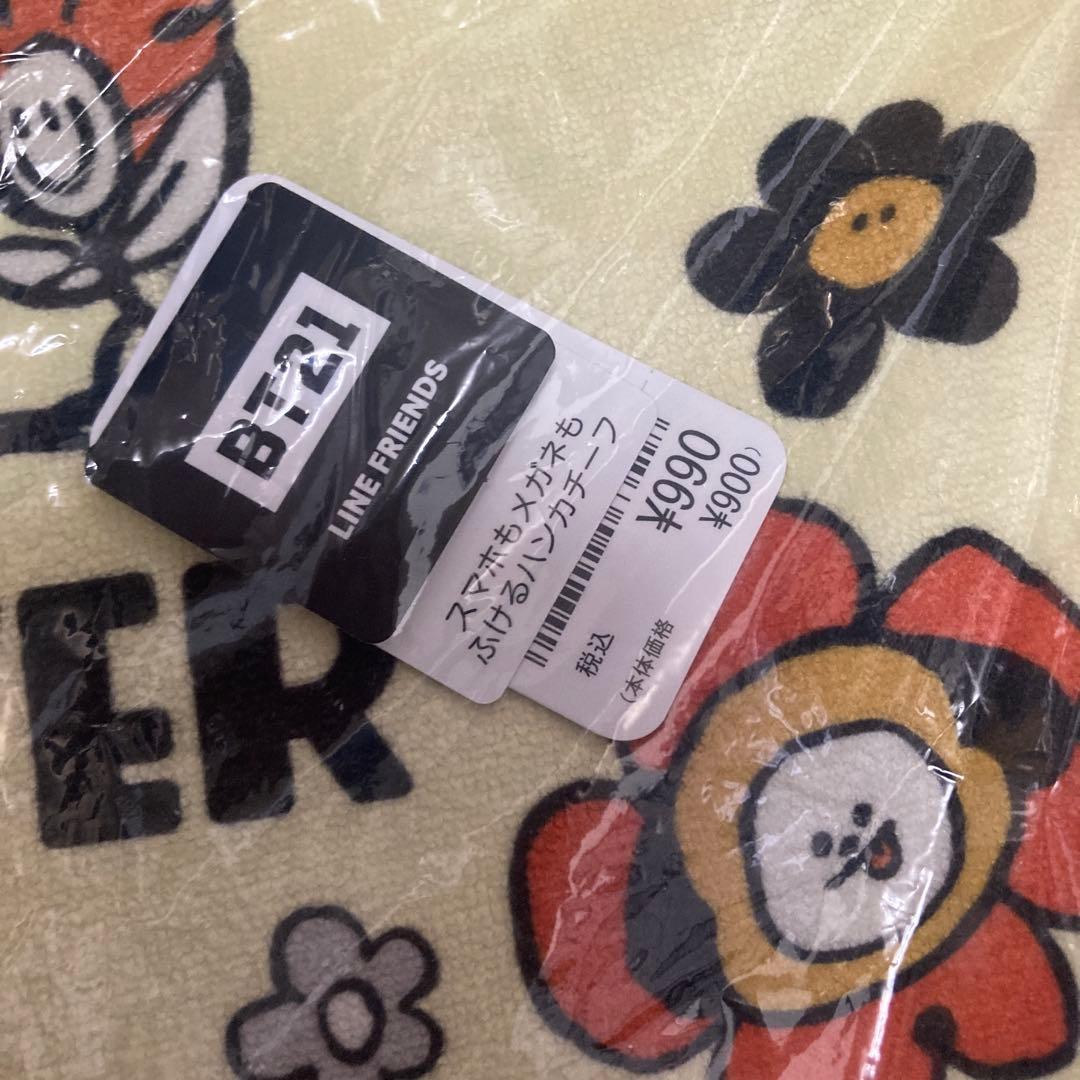 BT21
LINE FRIENDS
スマホもメガネも
ふけるハンカチーフ
税込 ¥990
(本体価格 ¥900)
ER